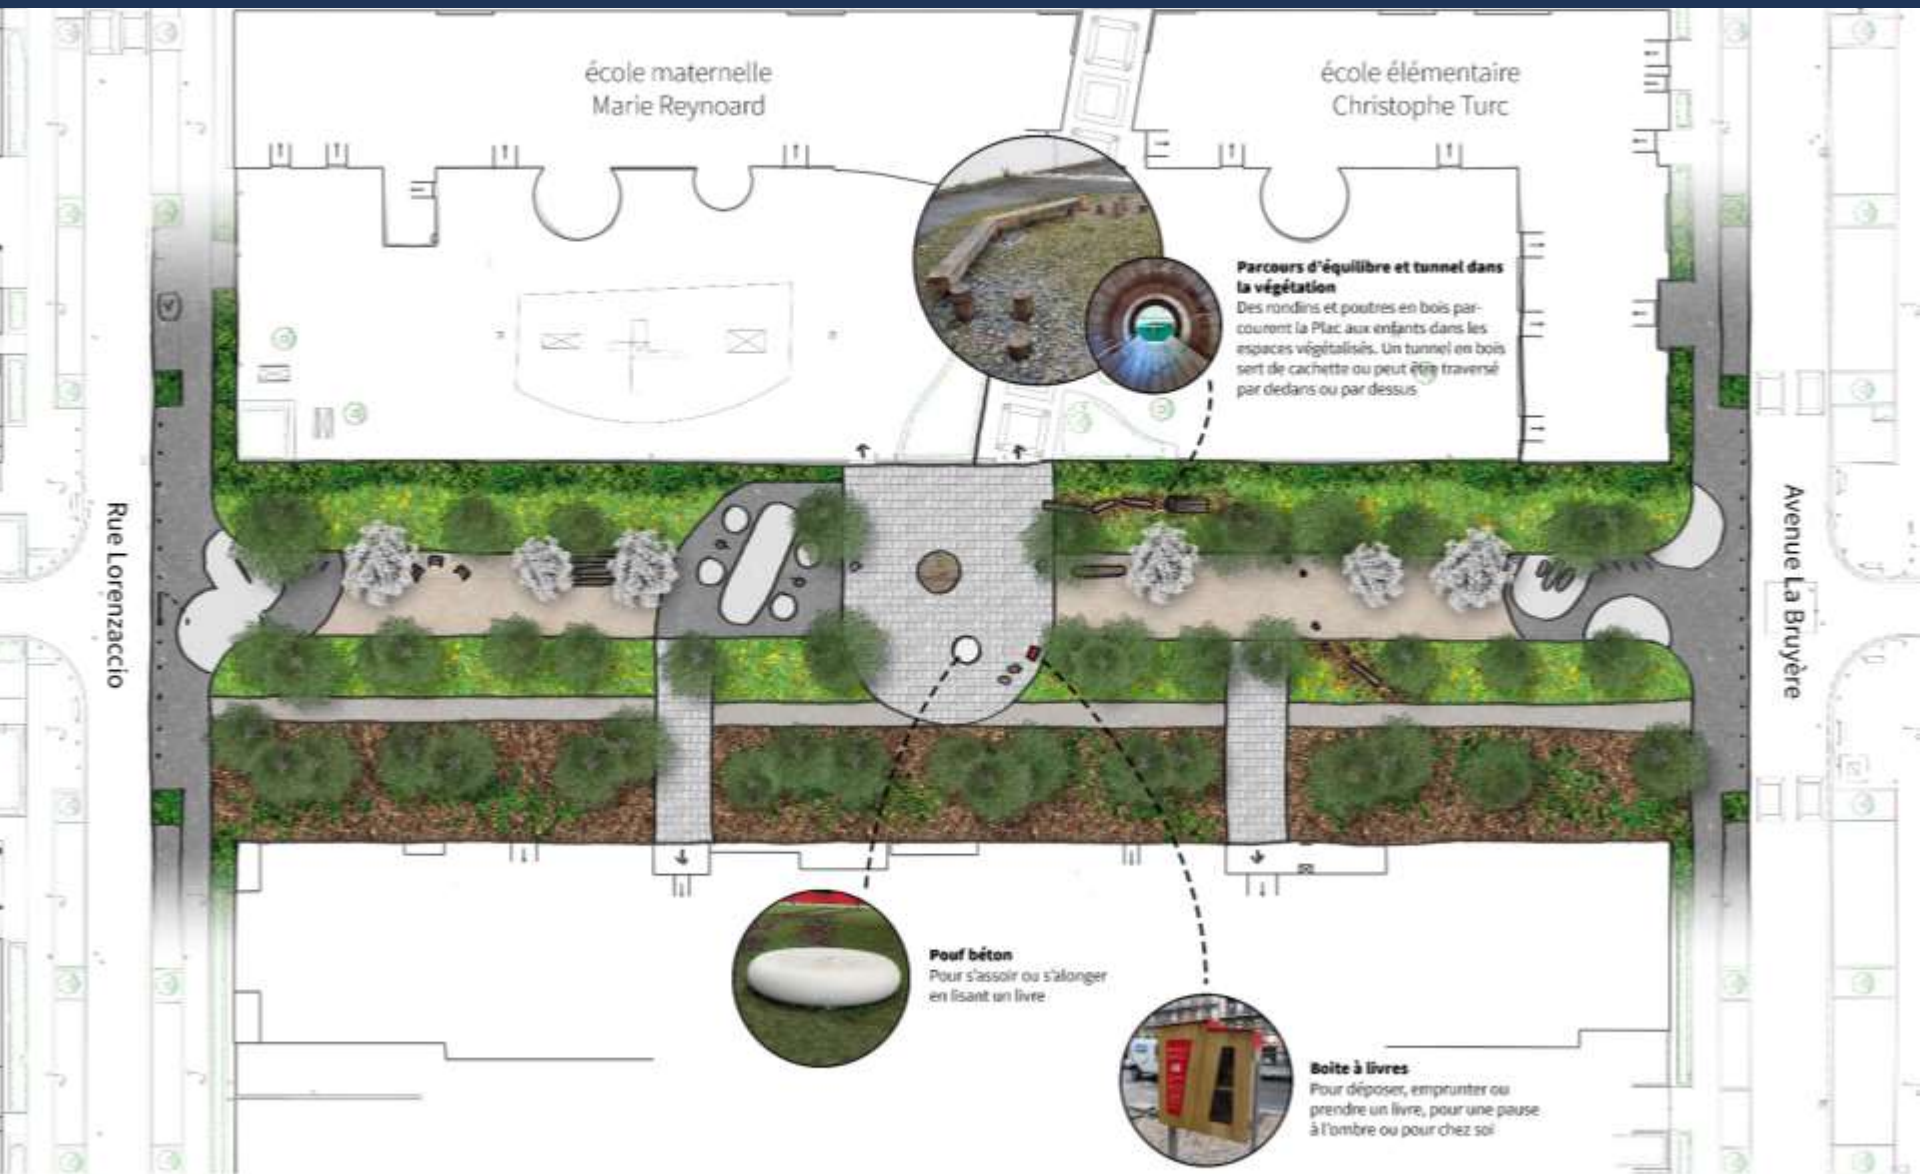 école maternelle
Marie Reynoard
école élémentaire
Christophe Turc
Parcours d'équilibre et tunnel dans
la végétation
Des rondins et poutres en bois par-
courent la Plac aux enfants dans les
espaces végétalisés. Un tunnel en bois
sert de cachette ou peut être traversé
par dedans ou par dessus
Rue Lorenzaccio
Avenue La Bruyère
Pouf béton
Pour s'assoir ou s'alonger
en lisant un livre
Boite à livres
Pour déposer, emprunter ou
prendre un livre, pour une pause
à l'ombre ou pour chez soi